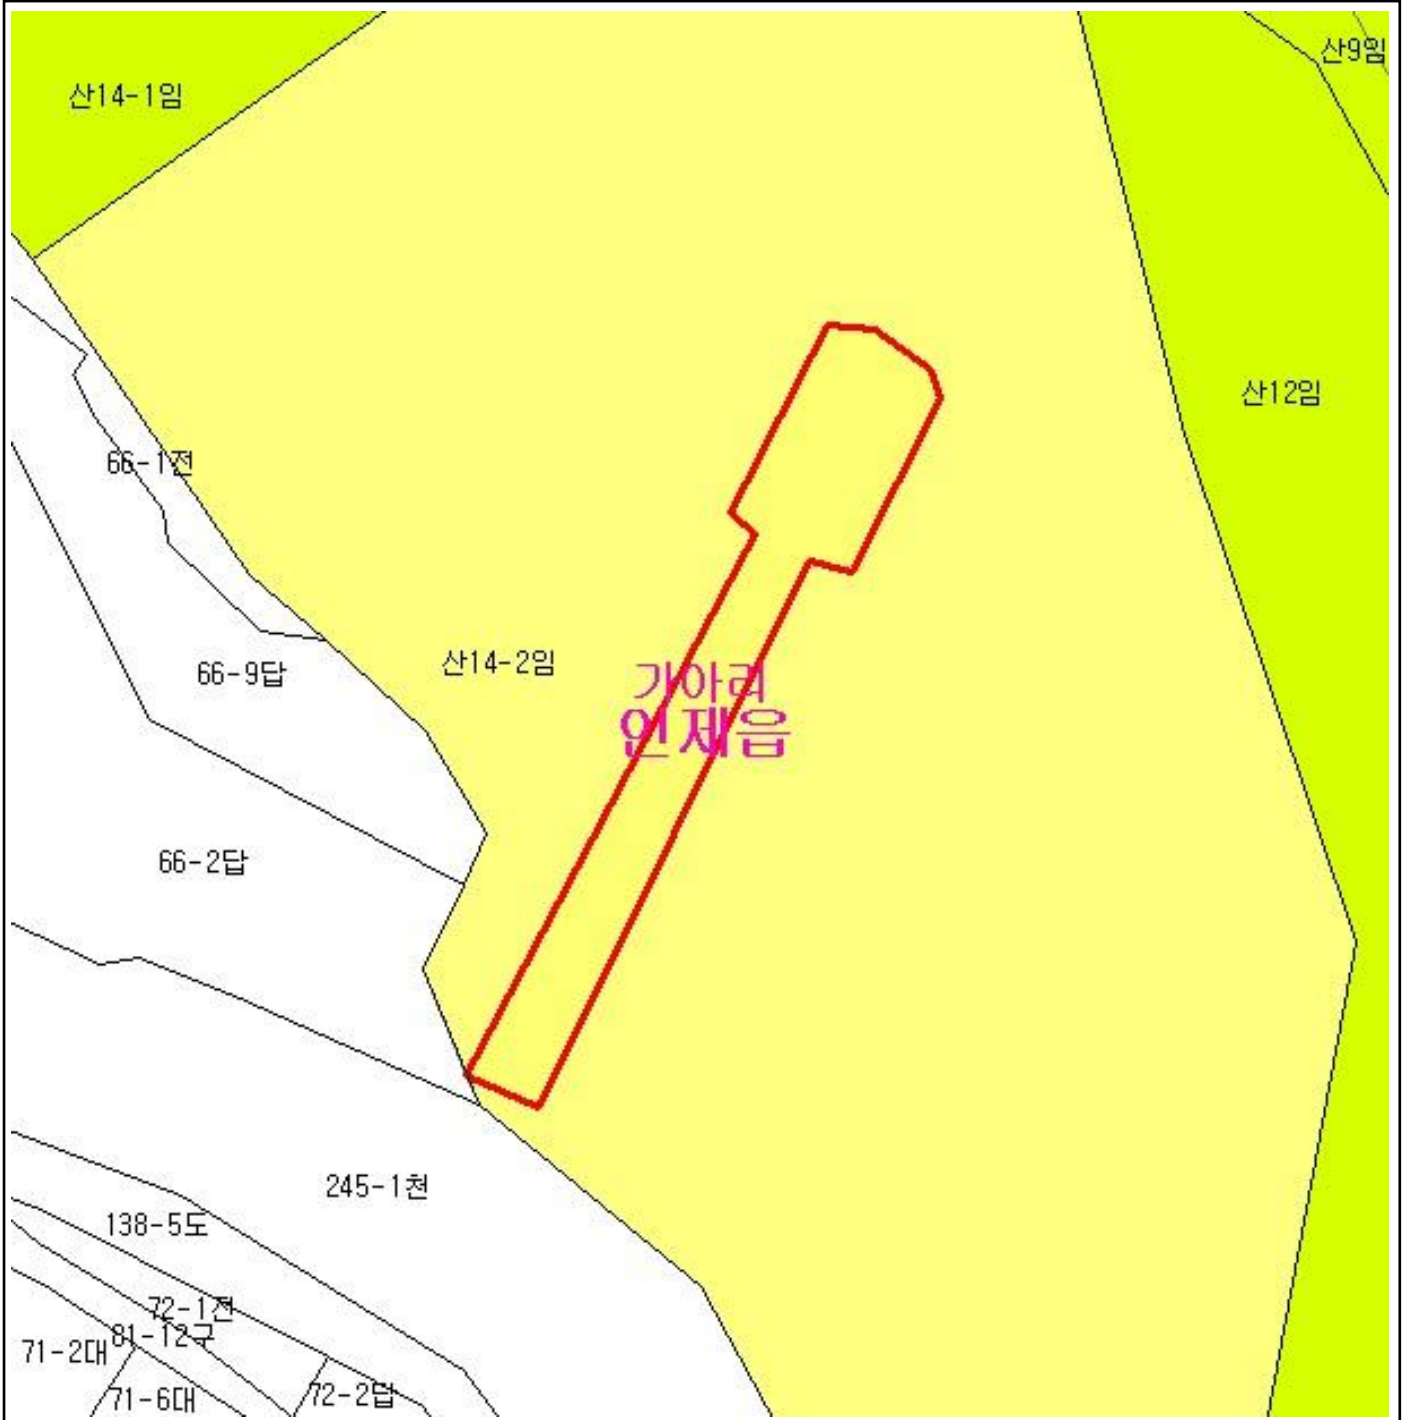 산9임
산14-1임
산12임
66-1전
산14-2임
66-9답
가아리
인제읍
66-2답
245-1천
138-5도
72-1전
81-12구
71-2대
71-6대
72-2답